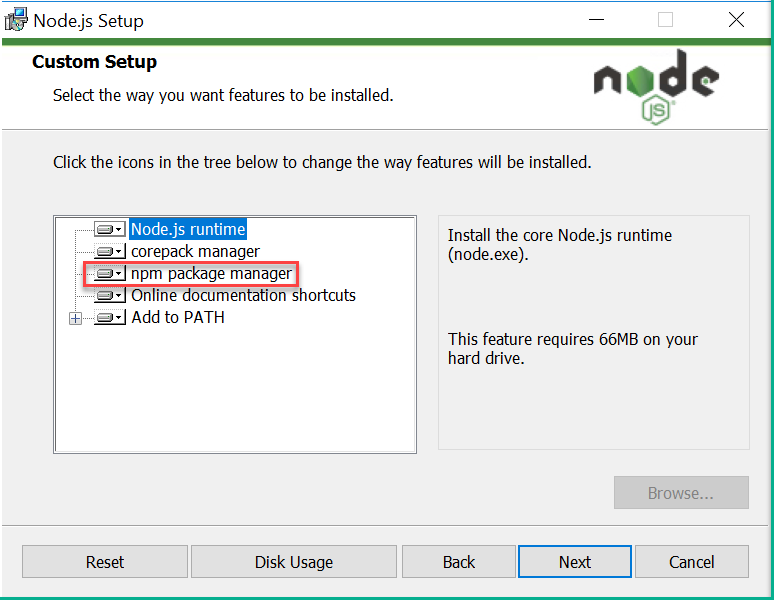 Node.js Setup
Custom Setup
Select the way you want features to be installed.
node
JS
Click the icons in the tree below to change the way features will be installed.
Node.js runtime
corepack manager
npm package manager
Online documentation shortcuts
Add to PATH
Install the core Node.js runtime
(node.exe).
This feature requires 66MB on your
hard drive.
Browse...
Reset
Disk Usage
Back
Next
Cancel